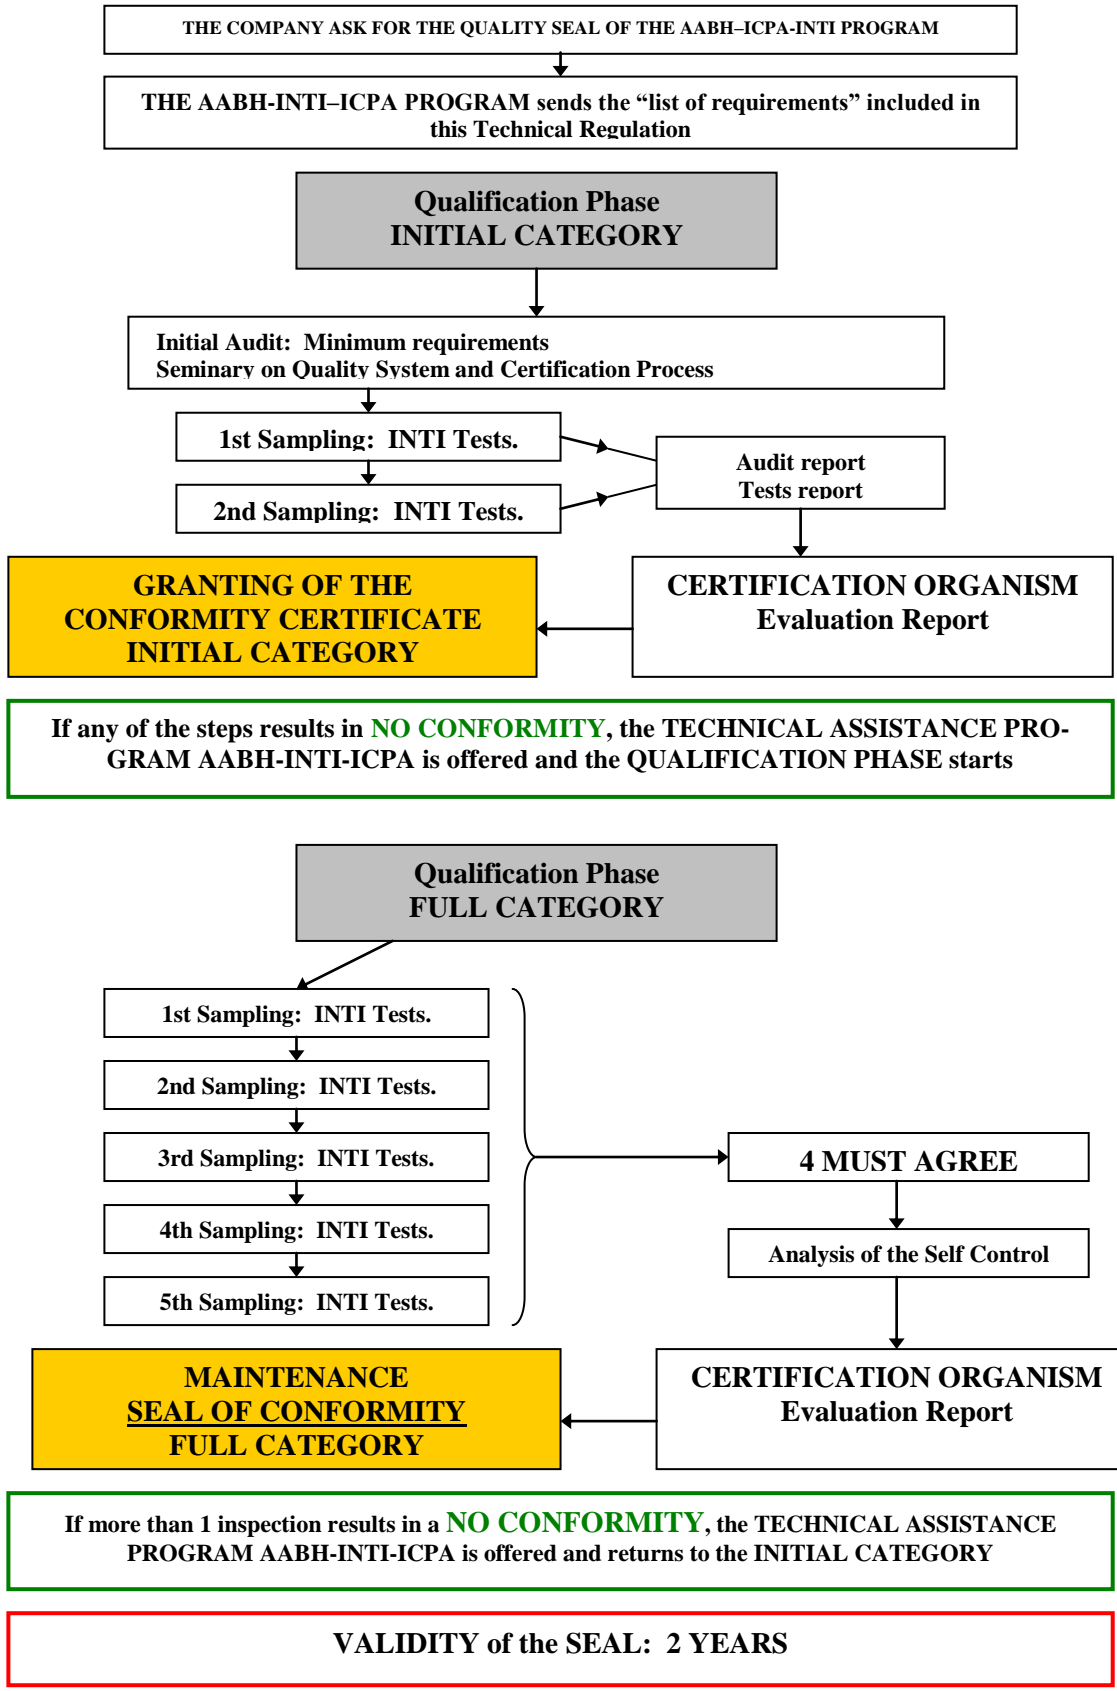 THE COMPANY ASK FOR THE QUALITY SEAL OF THE AABH–ICPA-INTI PROGRAM
THE AABH-INTI–ICPA PROGRAM sends the “list of requirements” included in
this Technical Regulation
Qualification Phase
INITIAL CATEGORY
Initial Audit:  Minimum requirements
Seminary on Quality System and Certification Process
1st Sampling:  INTI Tests.
2nd Sampling:  INTI Tests.
Audit report
Tests report
GRANTING OF THE
CONFORMITY CERTIFICATE
INITIAL CATEGORY
CERTIFICATION ORGANISM
Evaluation Report
If any of the steps results in NO CONFORMITY, the TECHNICAL ASSISTANCE PRO-
GRAM AABH-INTI-ICPA is offered and the QUALIFICATION PHASE starts
Qualification Phase
FULL CATEGORY
1st Sampling:  INTI Tests.
2nd Sampling:  INTI Tests.
3rd Sampling:  INTI Tests.
4th Sampling:  INTI Tests.
5th Sampling:  INTI Tests.
4 MUST AGREE
Analysis of the Self Control
MAINTENANCE
SEAL OF CONFORMITY
FULL CATEGORY
CERTIFICATION ORGANISM
Evaluation Report
If more than 1 inspection results in a NO CONFORMITY, the TECHNICAL ASSISTANCE
PROGRAM AABH-INTI-ICPA is offered and returns to the INITIAL CATEGORY
VALIDITY of the SEAL:  2 YEARS